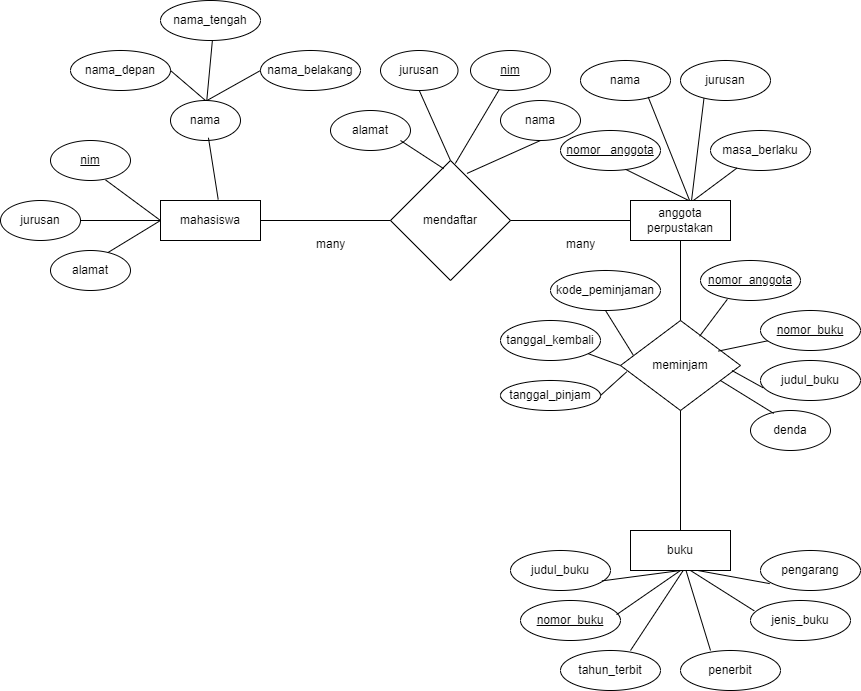 nama_tengah
nama_depan
nama_belakang
jurusan
nim
nama
jurusan
nama
alamat
nama
nomor_anggota
masa_berlaku
nim
jurusan
mahasiswa
mendaftar
anggota
perpustakan
many
many
alamat
kode_peminjaman
nomor_anggota
tanggal_kembali
nomor_buku
meminjam
judul_buku
tanggal_pinjam
denda
buku
judul_buku
pengarang
nomor_buku
jenis_buku
tahun_terbit
penerbit